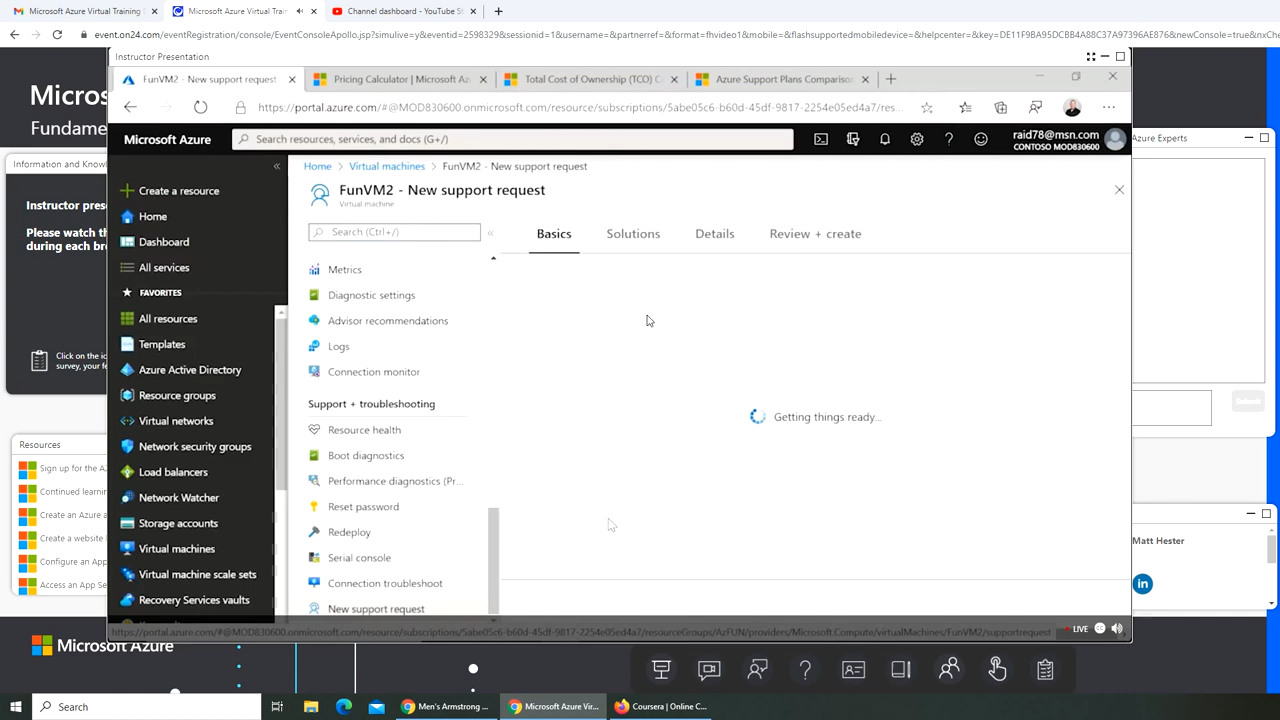 Microsoft Azure Virtual Training D
Microsoft Azure Virtual Train
Channel dashboard - YouTube St
event.on24.com/eventRegistration/console/EventConsoleApollo.jsp?simulive=y&eventid=2598329&sessionid=1&username=&partnerref=&format=fhvideo1&mobile=&flashsupportedmobiledevice=&helpcenter=&key=DE11F9BA95DCBB4A88C37A97396AE876&newConsole=true&nxChe
Instructor Presentation
FunVM2 - New support request
Pricing Calculator | Microsoft Az
Total Cost of Ownership (TCO) C
Azure Support Plans Comparison
https://portal.azure.com/#@MOD830600.onmicrosoft.com/resource/subscriptions/5abe05c6-b60d-45df-9817-2254e05ed4a7/res...
Micros
Fundame
Microsoft Azure
Search resources, services, and docs (G+/)
raid78@msn.com
CONTOSO MOD830600
Azure Experts
Information and Know
Instructor pres
Please watch th
during each bre
Click on the ic
survey, your fe
Create a resource
Home
Dashboard
All services
FAVORITES
All resources
Templates
Azure Active Directory
Resource groups
Virtual networks
Network security groups
Load balancers
Network Watcher
Storage accounts
Virtual machines
Virtual machine scale sets
Recovery Services vaults
Home > Virtual machines > FunVM2 - New support request
FunVM2 - New support request
Virtual machine
Search (Ctrl+/)
Metrics
Diagnostic settings
Advisor recommendations
Logs
Connection monitor
Support + troubleshooting
Resource health
Boot diagnostics
Performance diagnostics (Pr...
Reset password
Redeploy
Serial console
Connection troubleshoot
New support request
Basics
Solutions
Details
Review + create
Getting things ready...
Submit
Resources
Sign up for the Az
Continued learnin
Create an Azure a
Create a website
Configure an App
Access an App Se
Matt Hester
https://portal.azure.com/#@MOD830600.onmicrosoft.com/resource/subscriptions/5abe05c6-b60d-45df-9817-2254e05ed4a7/resourceGroups/AzFUN/providers/Microsoft.Compute/virtualMachines/FunVM2/supportrequest
LIVE
CC
Microsoft Azure
Search
Men's Armstrong ...
Microsoft Azure Vir...
Coursera | Online C...